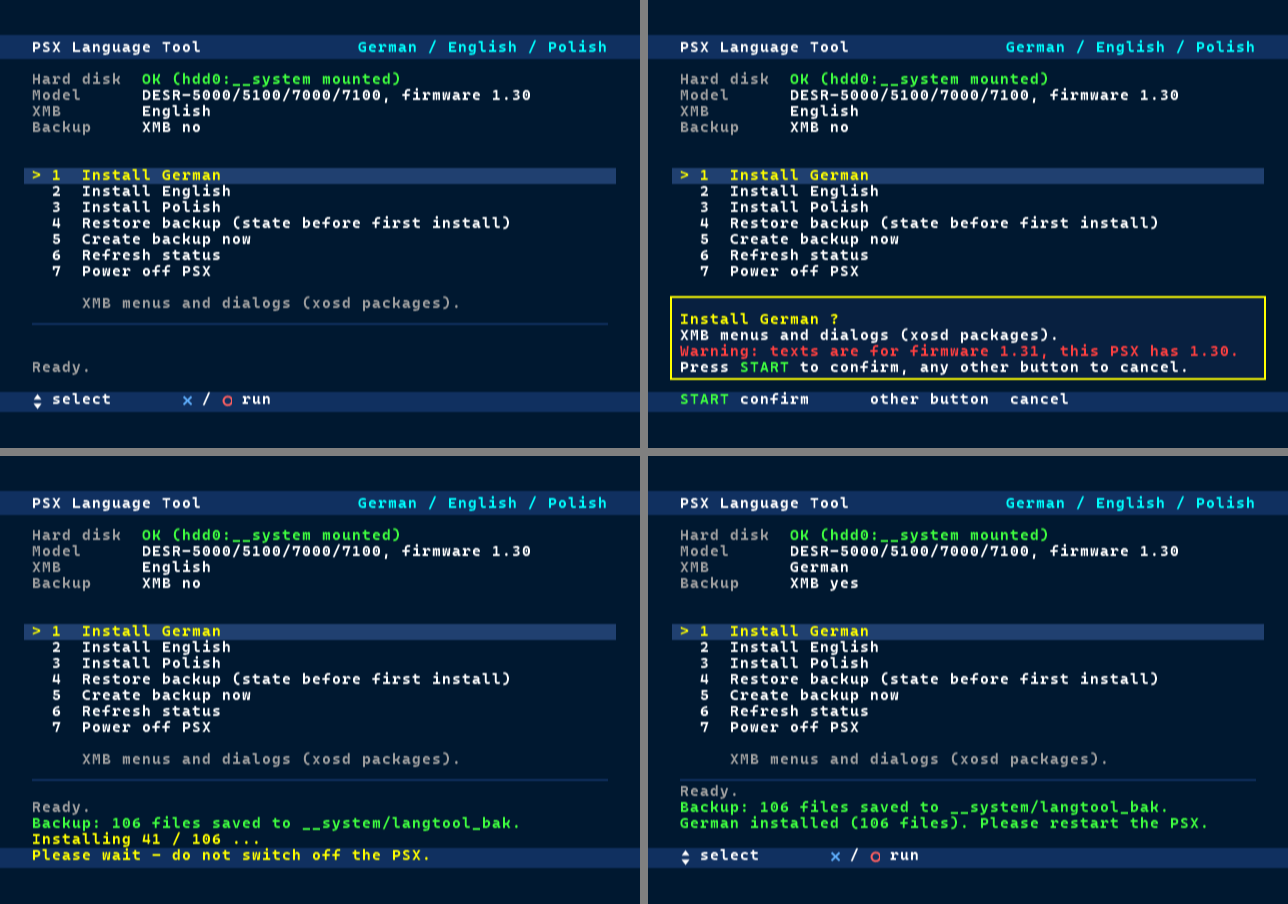 PSX Language Tool German / English / Polish
Hard disk OK (hdd0:__system mounted)
Model DESR-5000/5100/7000/7100, firmware 1.30
XMB English
Backup XMB no
> 1 Install German
2 Install English
3 Install Polish
4 Restore backup (state before first install)
5 Create backup now
6 Refresh status
7 Power off PSX
XMB menus and dialogs (xosd packages).
Ready.
select × / ○ run
PSX Language Tool German / English / Polish
Hard disk OK (hdd0:__system mounted)
Model DESR-5000/5100/7000/7100, firmware 1.30
XMB English
Backup XMB no
> 1 Install German
2 Install English
3 Install Polish
4 Restore backup (state before first install)
5 Create backup now
6 Refresh status
7 Power off PSX
Install German ?
XMB menus and dialogs (xosd packages).
Warning: texts are for firmware 1.31, this PSX has 1.30.
Press START to confirm, any other button to cancel.
START confirm other button cancel
PSX Language Tool German / English / Polish
Hard disk OK (hdd0:__system mounted)
Model DESR-5000/5100/7000/7100, firmware 1.30
XMB English
Backup XMB no
> 1 Install German
2 Install English
3 Install Polish
4 Restore backup (state before first install)
5 Create backup now
6 Refresh status
7 Power off PSX
XMB menus and dialogs (xosd packages).
Ready.
Backup: 106 files saved to __system/langtool_bak.
Installing 41 / 106 ...
Please wait - do not switch off the PSX.
PSX Language Tool German / English / Polish
Hard disk OK (hdd0:__system mounted)
Model DESR-5000/5100/7000/7100, firmware 1.30
XMB German
Backup XMB yes
> 1 Install German
2 Install English
3 Install Polish
4 Restore backup (state before first install)
5 Create backup now
6 Refresh status
7 Power off PSX
XMB menus and dialogs (xosd packages).
Ready.
Backup: 106 files saved to __system/langtool_bak.
German installed (106 files). Please restart the PSX.
select × / ○ run